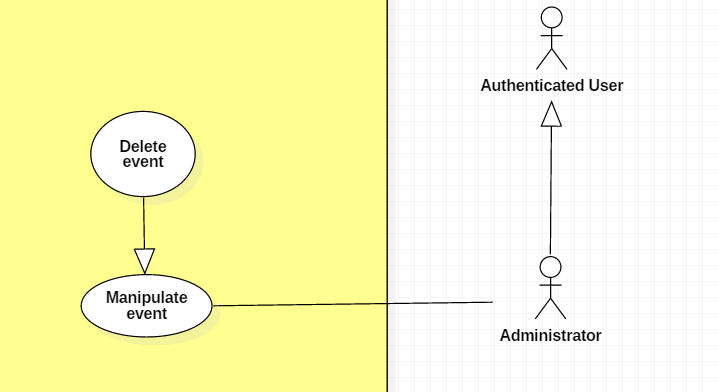 Authenticated User
Delete
event
Manipulate
event
Administrator